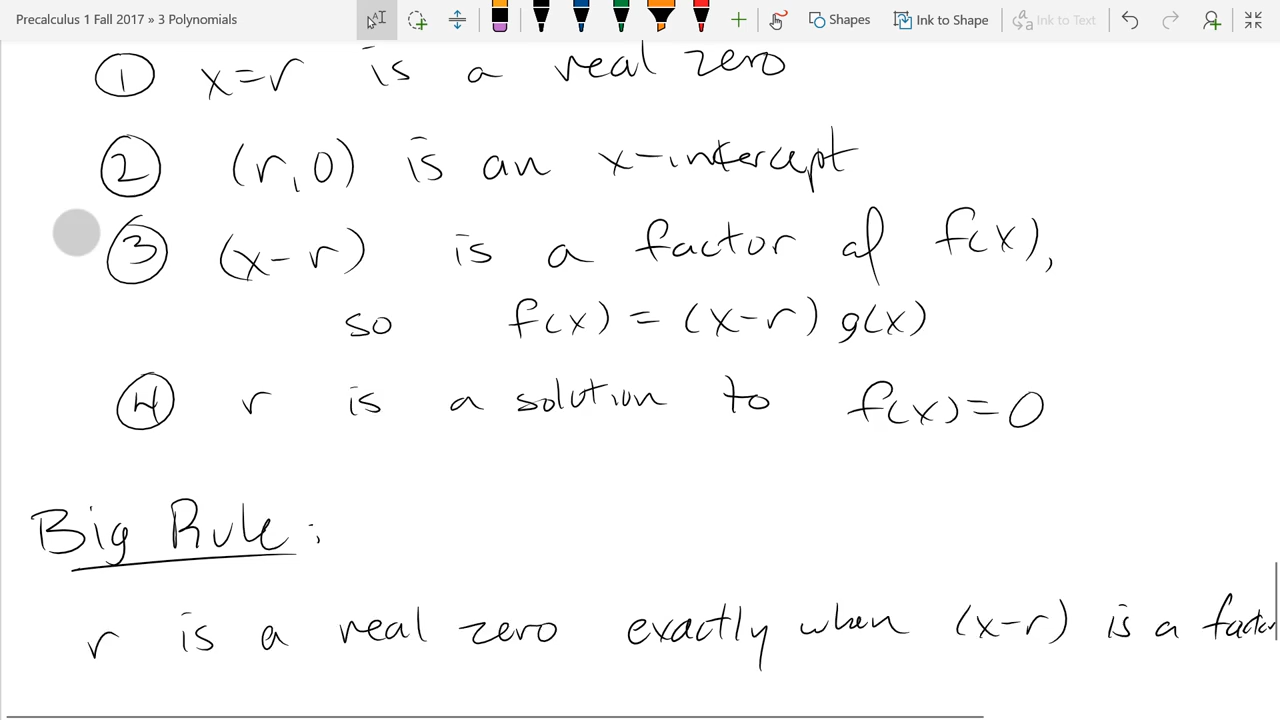 Precalculus 1 Fall 2017 » 3 Polynomials Shapes Ink to Shape Ink to Text
① x=r is a real zero
② (r,0) is an x-intercept
③ (x-r) is a factor of f(x),
so f(x) = (x-r) g(x)
④ r is a solution to f(x)=0
Big Rule:
r is a real zero exactly when (x-r) is a factor